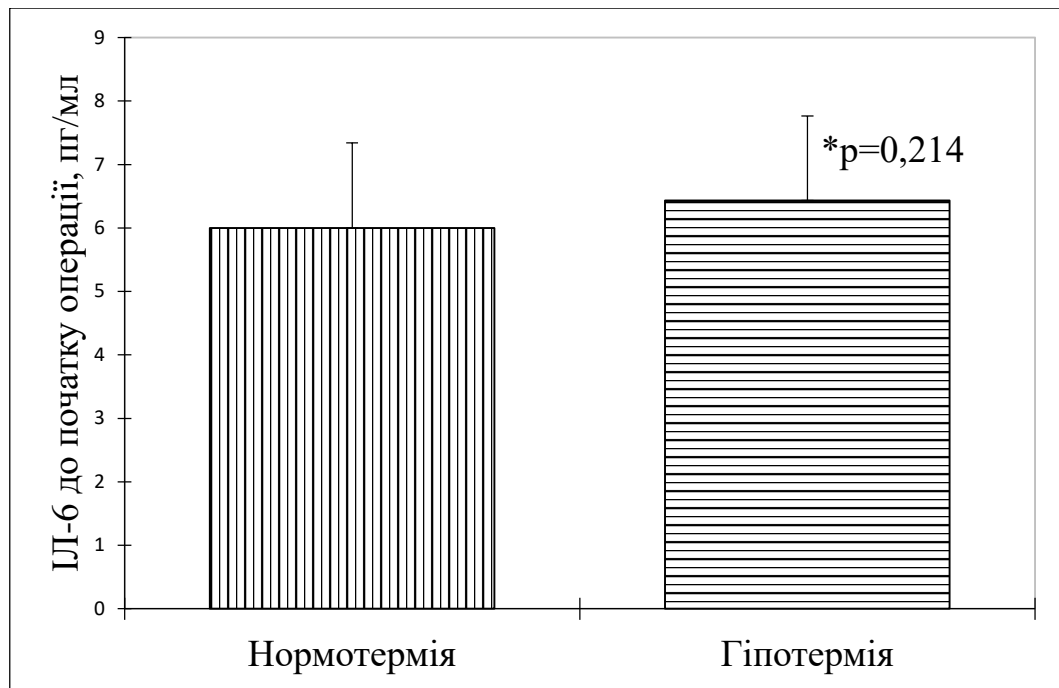 ІЛ-6 до початку операції, пг/мл
9
8
7
6
5
4
3
2
1
0
*p=0,214
Нормотермія
Гіпотермія